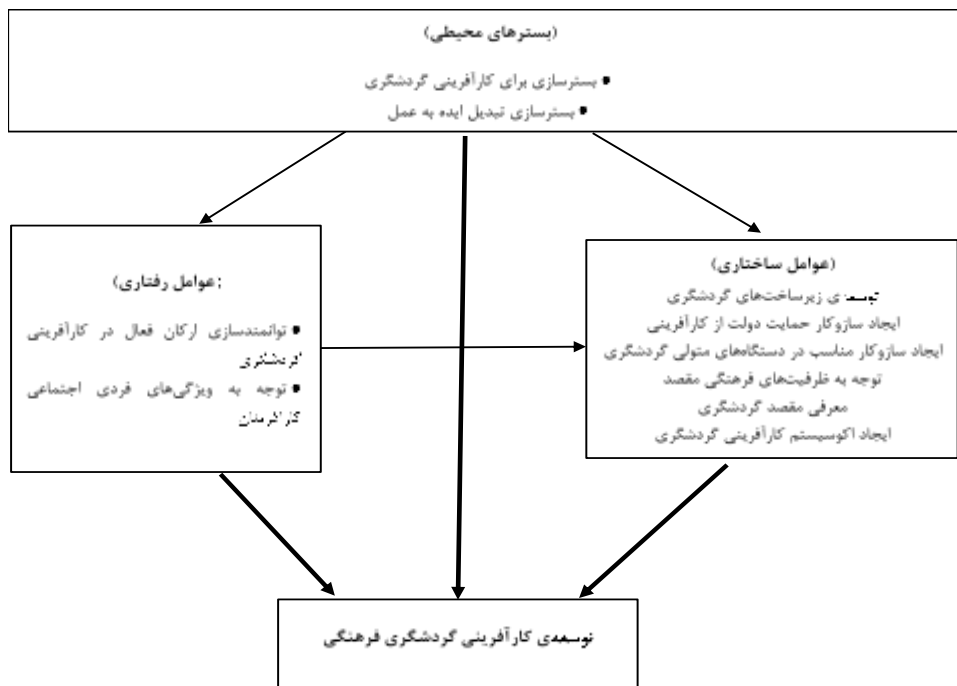 (بسترهای محیطی)
• بسترسازی برای کارآفرینی گردشگری
• بسترسازی تبدیل ایده به عمل
(عوامل رفتاری;
• توانمندسازی ارکان فعال در کارآفرینی
گردشگری
• توجه به ویژگی‌های فردی اجتماعی
کارآفرینان
(عوامل ساختاری)
توسعه‌ی زیرساخت‌های گردشگری
ایجاد سازوکار حمایت دولت از کارآفرینی
ایجاد سازوکار مناسب در دستگاه‌های متولی گردشگری
توجه به ظرفیت‌های فرهنگی مقصد
معرفی مقصد گردشگری
ایجاد اکوسیستم کارآفرینی گردشگری
توسعه‌ی کارآفرینی گردشگری فرهنگی